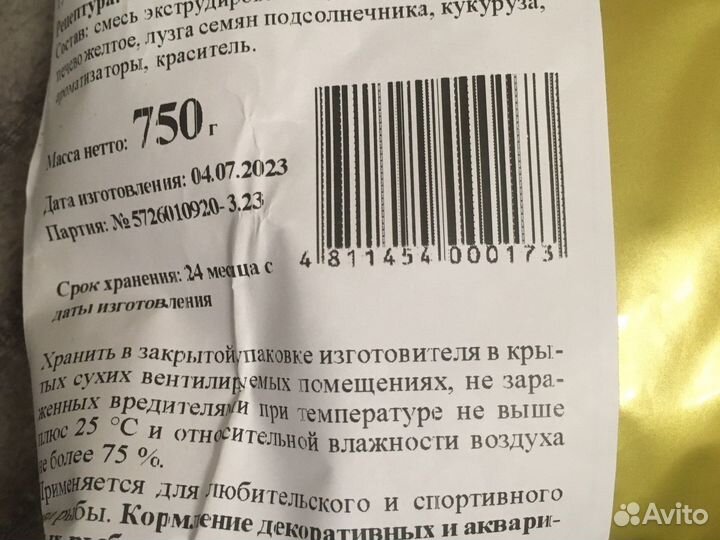 Рецептура:
Состав: смесь экструдиро
печево желтое, лузга семян подсолнечника, кукуруза,
ароматизаторы, краситель.
Масса нетто: 750 г
Дата изготовления: 04.07.2023
Партия: №5726010920-3.23
4 811454 000173
Срок хранения: 24 месяца с
даты изготовления
Хранить в закрытой упаковке изготовителя в кры-
тых сухих вентилируемых помещениях, не зара-
женных вредителями при температуре не выше
плюс 25 °С и относительной влажности воздуха
не более 75 %.
Применяется для любительского и спортивного
рыбы. Кормление декоративных и аквари-
Avito